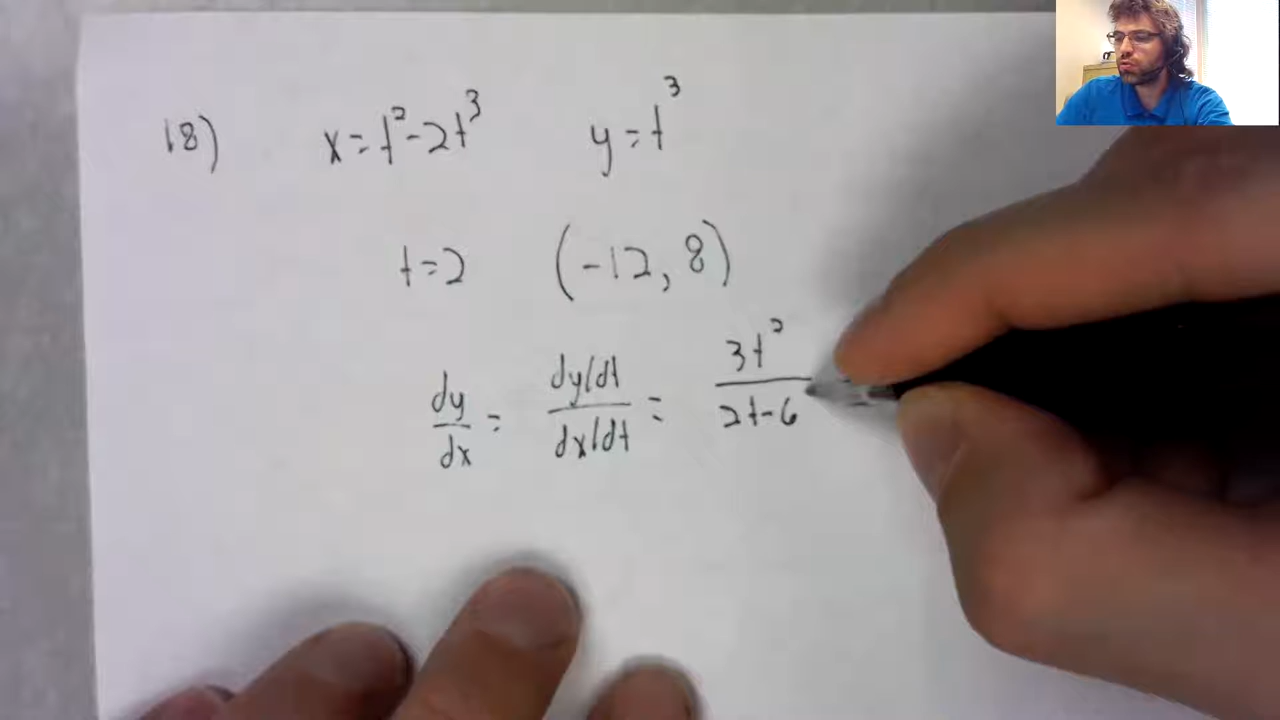 18) x = t² - 2t³ y = t³
t = 2 (-12, 8)
dy/dx = (dy/dt)/(dx/dt) = 3t²/2t-6